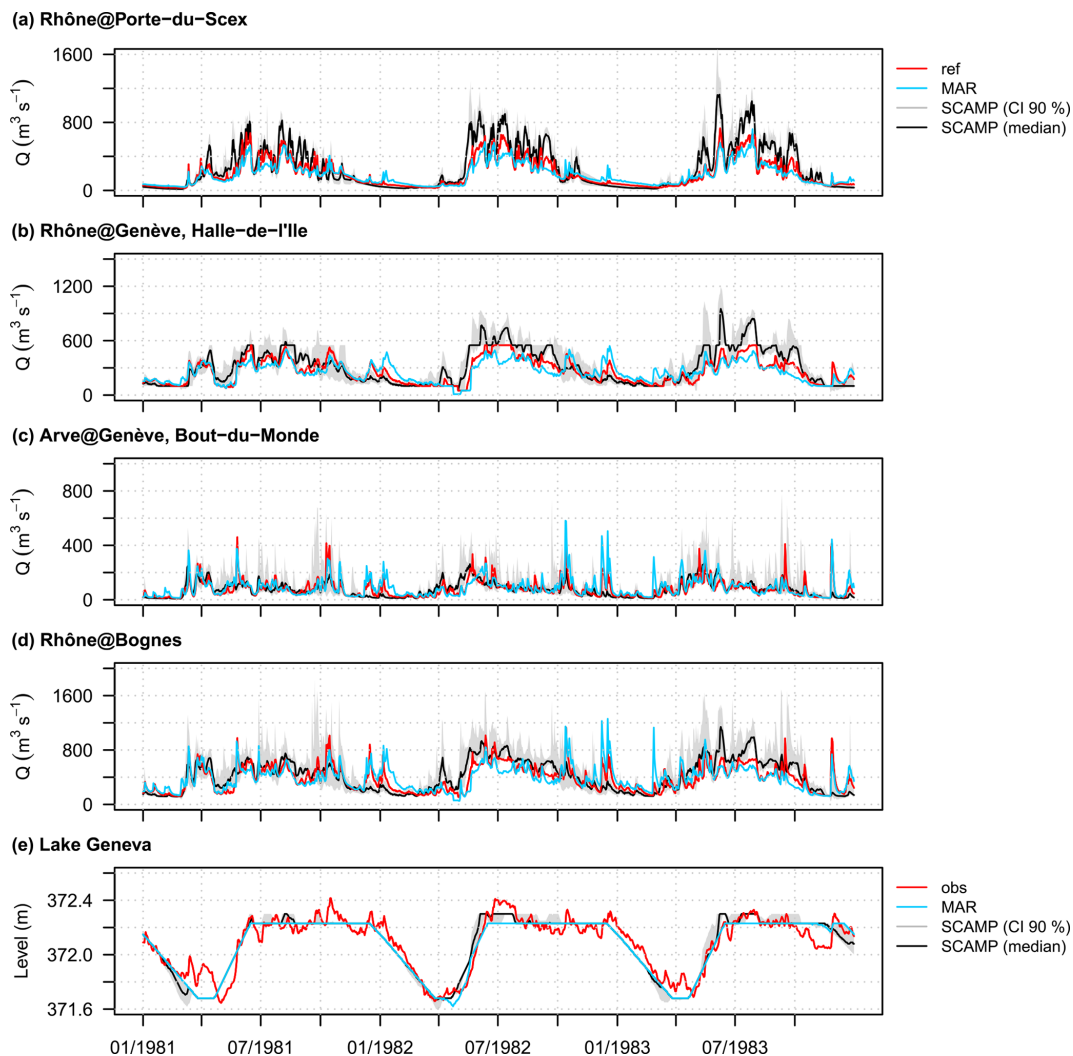 (a) Rhône@Porte−du−Scex
1600
800
0
Q (m³ s⁻¹)
ref
MAR
SCAMP (CI 90 %)
SCAMP (median)
(b) Rhône@Genève, Halle−de−l'Ile
1200
600
0
Q (m³ s⁻¹)
(c) Arve@Genève, Bout−du−Monde
800
400
0
Q (m³ s⁻¹)
(d) Rhône@Bognes
1600
800
0
Q (m³ s⁻¹)
(e) Lake Geneva
372.4
372.0
371.6
Level (m)
obs
MAR
SCAMP (CI 90 %)
SCAMP (median)
01/1981 07/1981 01/1982 07/1982 01/1983 07/1983